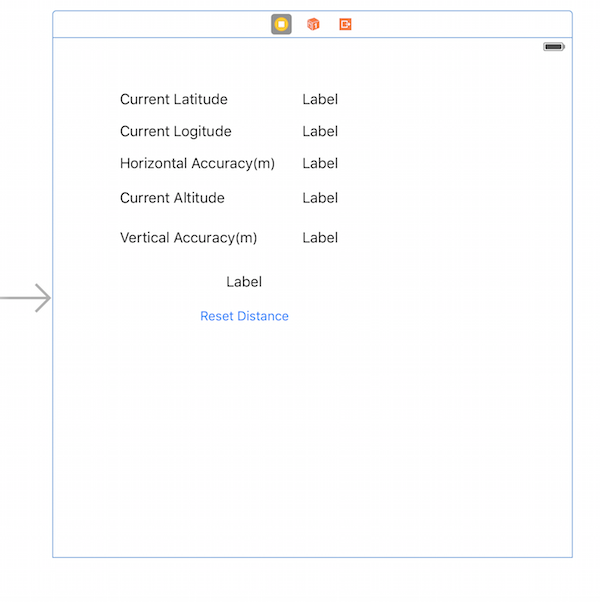 Current Latitude Label
Current Logitude Label
Horizontal Accuracy(m) Label
Current Altitude Label
Vertical Accuracy(m) Label
Label
Reset Distance